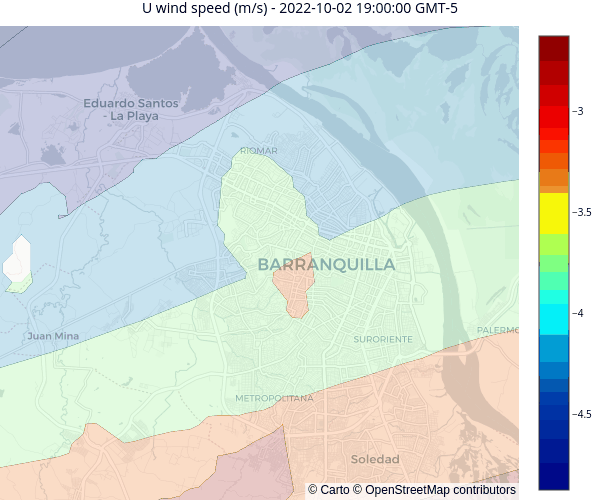 U wind speed (m/s) - 2022-10-02 19:00:00 GMT-5
Eduardo Santos
- La Playa
RIOMAR
BARRANQUILLA
Juan Mina
SURORIENTE
PALERMO
METROPOLITANA
Soledad
© Carto © OpenStreetMap contributors
−3
−3.5
−4
−4.5